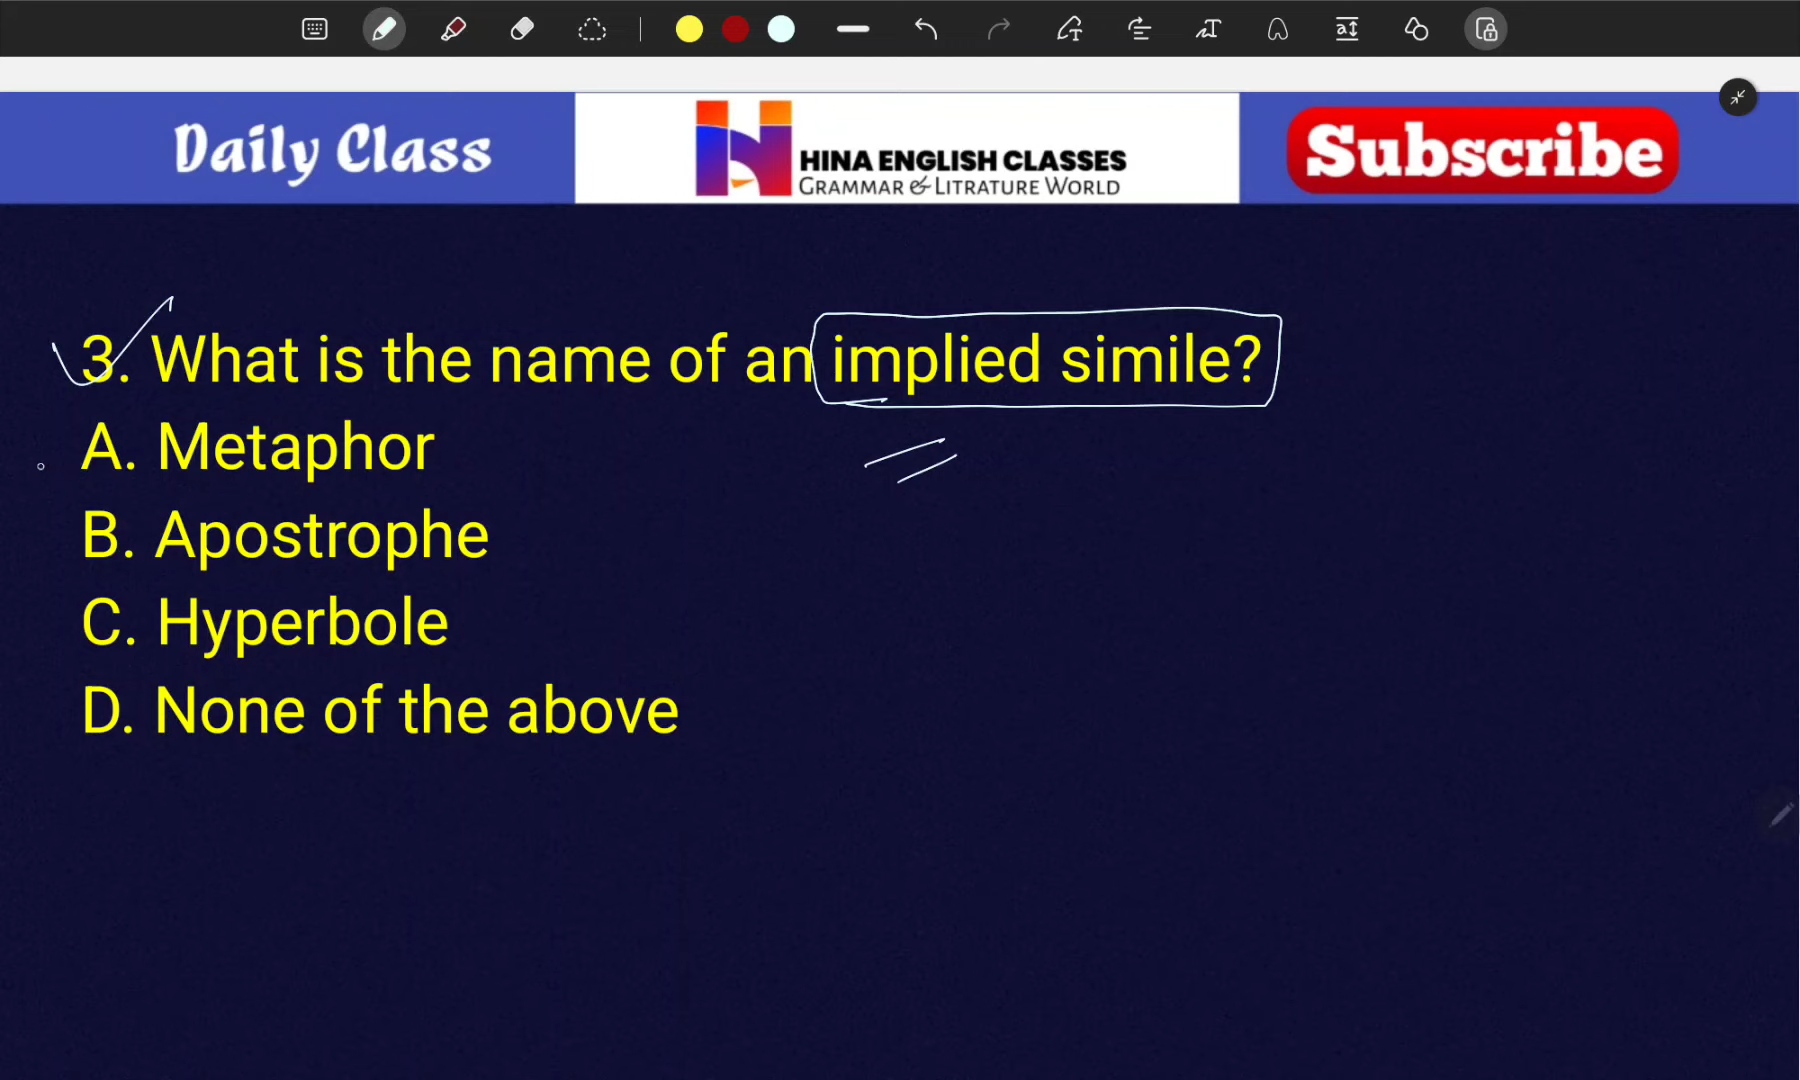 Daily Class
HINA ENGLISH CLASSES
GRAMMAR & LITRATURE WORLD
Subscribe
3. What is the name of an implied simile?
A. Metaphor
B. Apostrophe
C. Hyperbole
D. None of the above